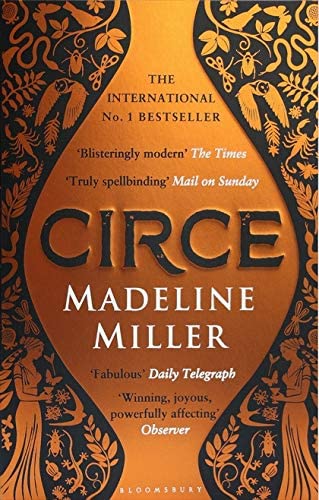 THE
INTERNATIONAL
No. 1 BESTSELLER
‘Blisteringly modern’ The Times
‘Truly spellbinding’ Mail on Sunday
CIRCE
MADELINE
MILLER
‘Fabulous’ Daily Telegraph
‘Winning, joyous,
powerfully affecting’
Observer
BLOOMSBURY